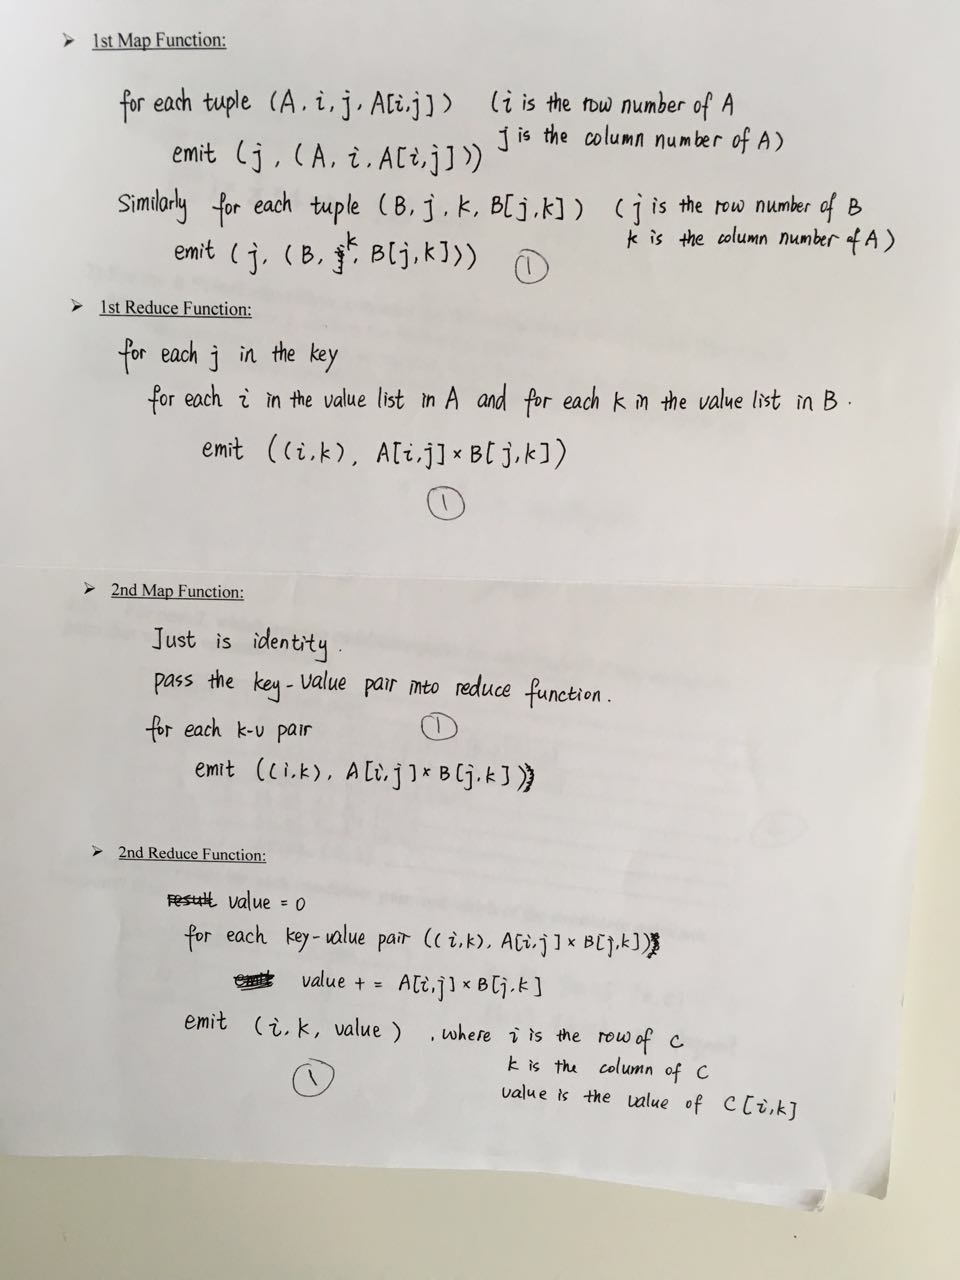 ➤ 1st Map Function:
for each tuple (A, i, j, A[i,j]) (i is the row number of A
j is the column number of A)
emit (j, (A, i, A[i,j]))
Similarly for each tuple (B, j, k, B[j,k]) (j is the row number of B
k is the column number of A)
emit (j, (B, k, B[j,k]))
1
➤ 1st Reduce Function:
for each j in the key
for each i in the value list in A and for each k in the value list in B.
emit ((i,k), A[i,j] × B[j,k])
1
➤ 2nd Map Function:
Just is identity.
pass the key-value pair into reduce function.
for each k-v pair
1
emit ((i,k), A[i,j] × B[j,k])
➤ 2nd Reduce Function:
result value = 0
for each key-value pair ((i,k), A[i,j] × B[j,k])
emit value += A[i,j] × B[j,k]
emit (i, k, value), where i is the row of C
k is the column of C
value is the value of C[i,k]
1